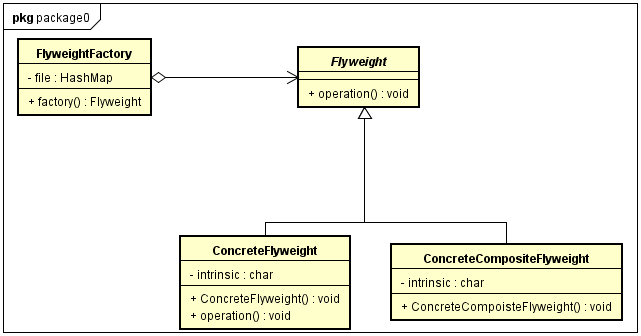 pkg package0
FlyweightFactory
- file : HashMap
+ factory() : Flyweight
Flyweight
+ operation() : void
ConcreteFlyweight
- intrinsic : char
+ ConcreteFlyweight() : void
+ operation() : void
ConcreteCompositeFlyweight
- intrinsic : char
+ ConcreteCompoisteFlyweight() : void